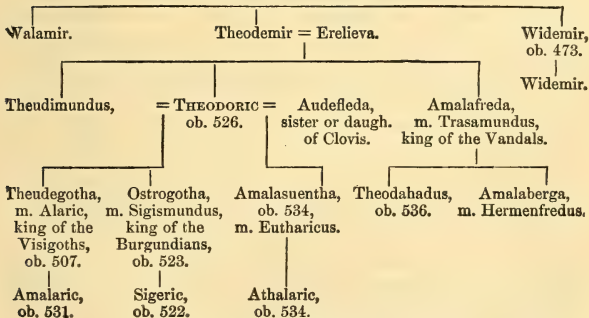 Walamir. Theodemir = Erelieva. Widemir,
ob. 473.
Widemir.
Theudimundus, = THEODORIC = Audefleda, Amalafreda,
ob. 526. sister or daugh. m. Trasamundus,
of Clovis. king of the Vandals.
Theudegotha, Ostrogotha, Amalasuentha, Theodahadus, Amalaberga,
m. Alaric, m. Sigismundus, ob. 534, ob. 536. m. Hermenfredus.
king of the king of the m. Eutharicus.
Visigoths, Burgundians,
ob. 507. ob. 523.
Amalaric, Sigeric, Athalaric,
ob. 531. ob. 522. ob. 534.